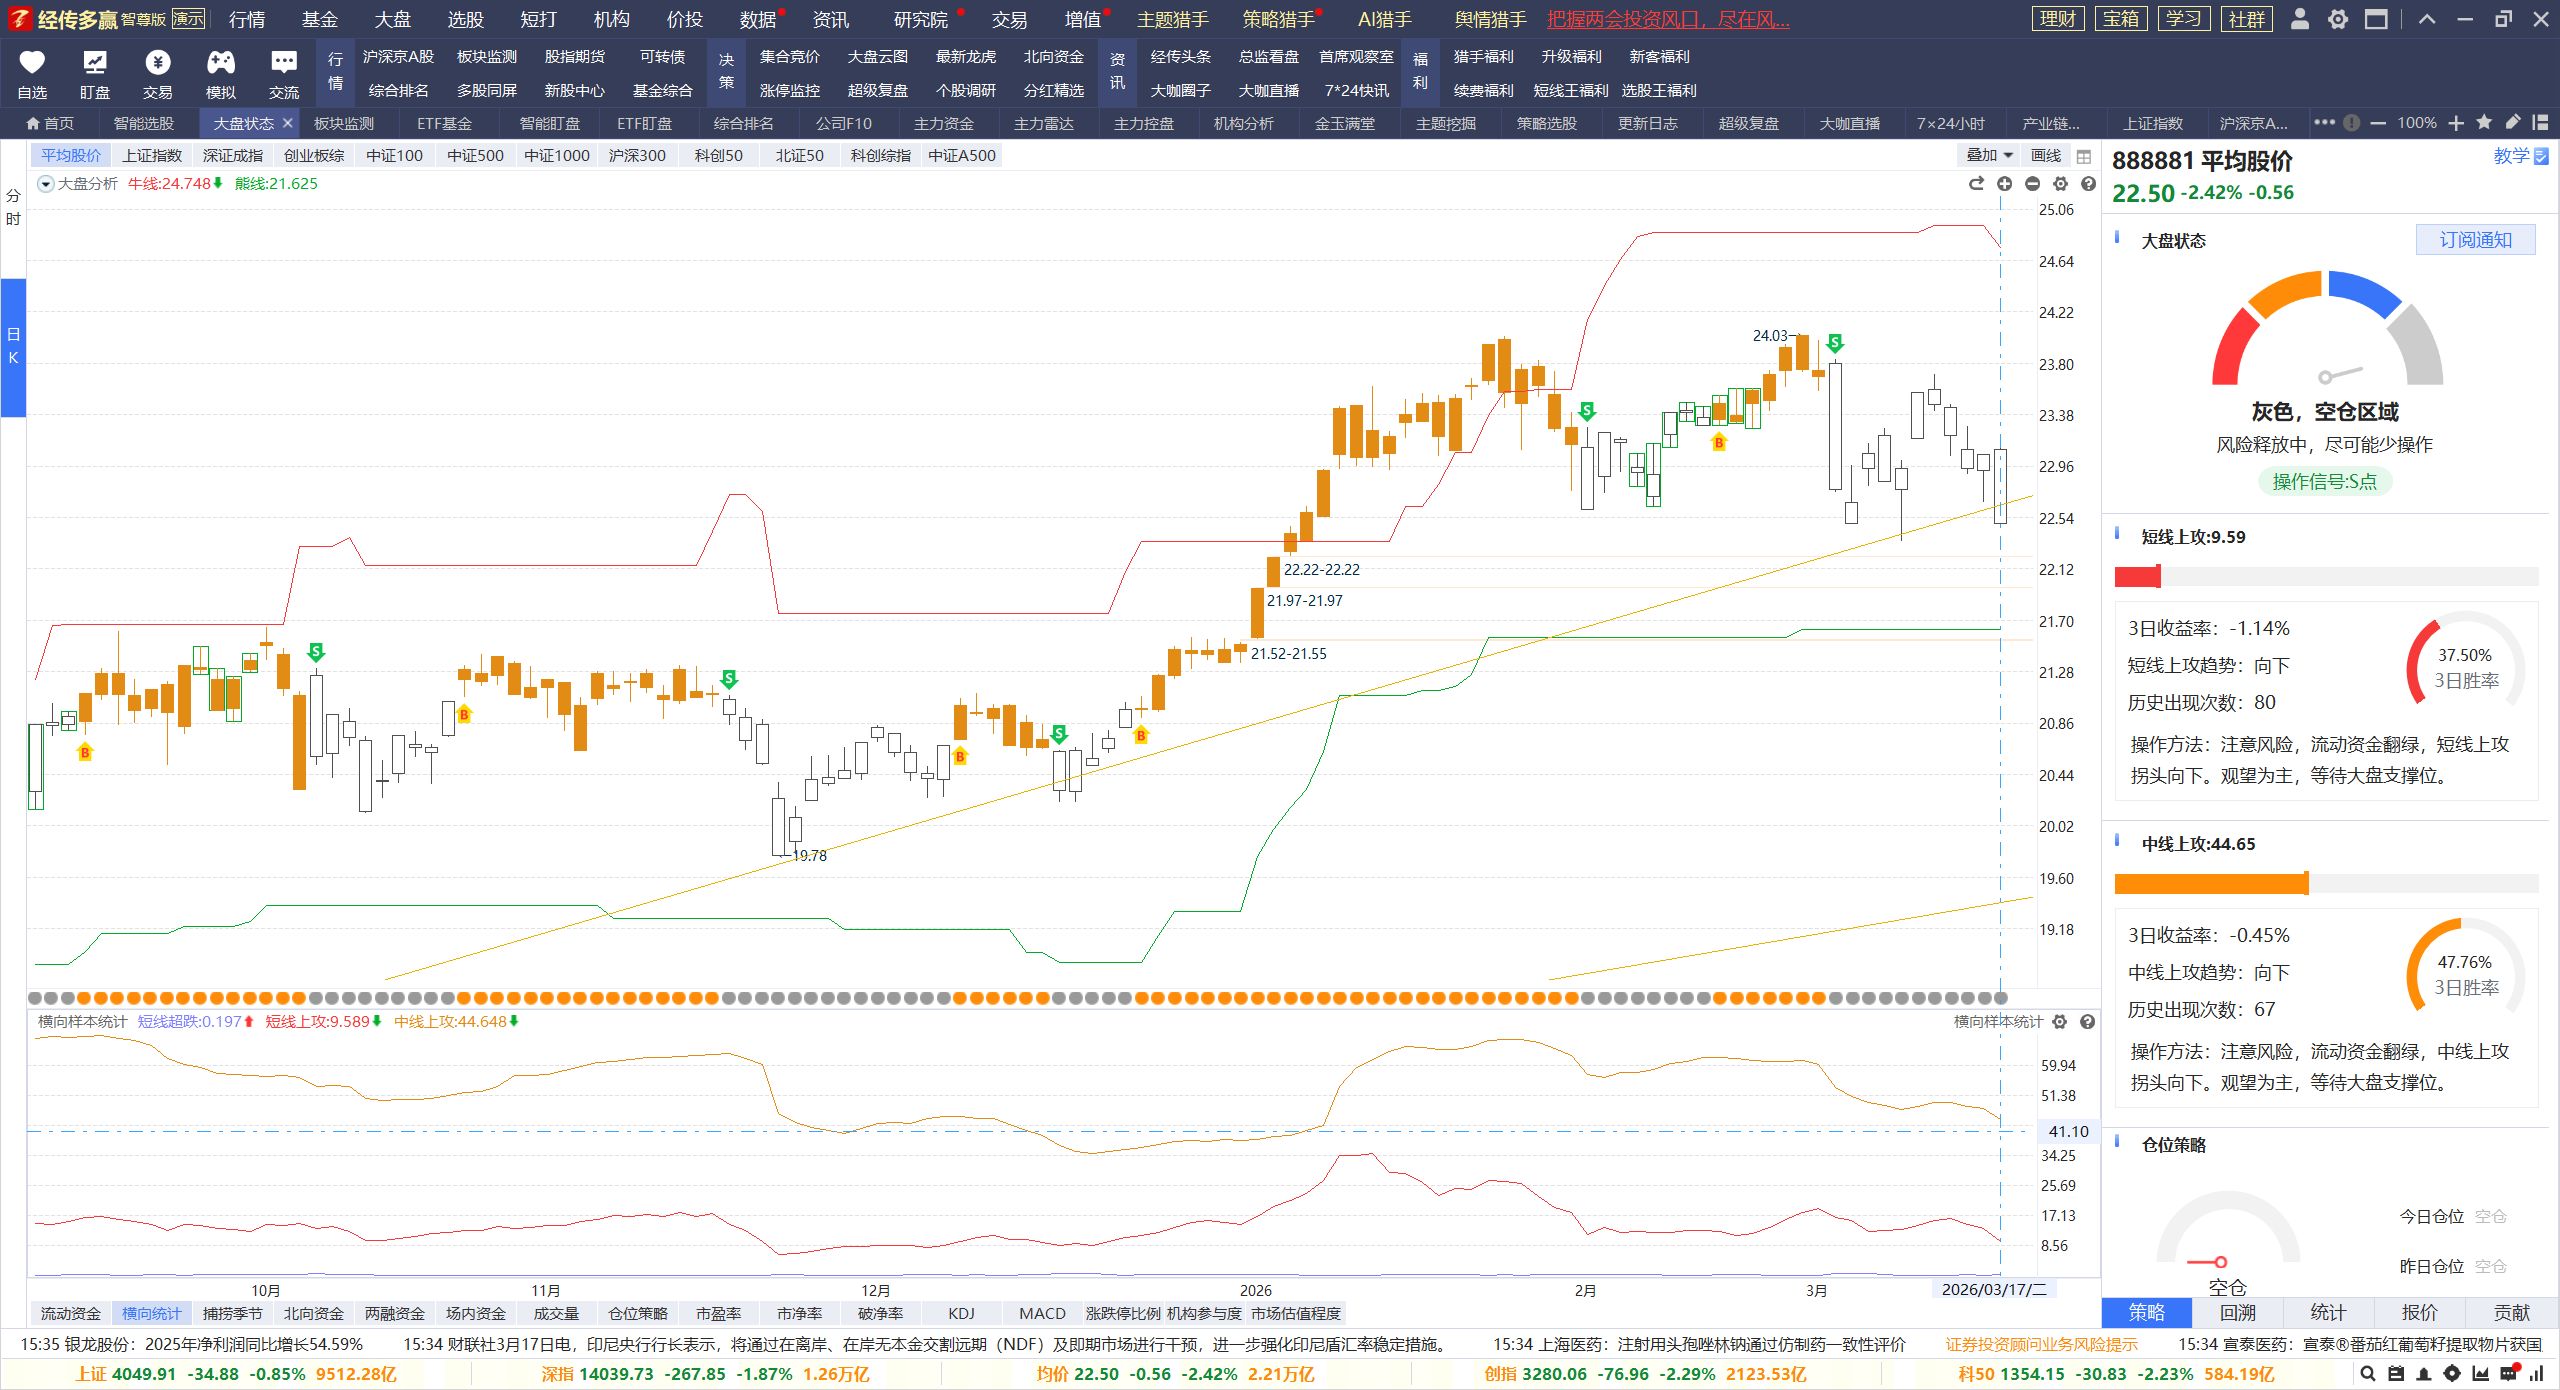 经传多赢 智尊版 演示 行情 基金 大盘 选股 短打 机构 价投 数据 资讯 研究院 交易 增值 主题猎手 策略猎手 AI猎手 舆情猎手 把握两会投资风口，尽在风... 理财 宝箱 学习 社群
自选 盯盘 交易 模拟 交流
行情 沪深京A股 板块监测 股指期货 可转债 决策 集合竞价 大盘云图 最新龙虎 北向资金 资讯 经传头条 总监看盘 首席观察室 福利 猎手福利 升级福利 新客福利
综合排名 多股同屏 新股中心 基金综合 涨停监控 超级复盘 个股调研 分红精选 大咖圈子 大咖直播 7*24快讯 续费福利 短线王福利 选股王福利
首页 智能选股 大盘状态 板块监测 ETF基金 智能盯盘 ETF盯盘 综合排名 公司F10 主力资金 主力雷达 主力控盘 机构分析 金玉满堂 主题挖掘 策略选股 更新日志 超级复盘 大咖直播 7×24小时 产业链... 上证指数 沪深京A... 100%
分时
日K
平均股价 上证指数 深证成指 创业板综 中证100 中证500 中证1000 沪深300 科创50 北证50 科创综指 中证A500 叠加 画线
大盘分析 牛线:24.748 熊线:21.625
25.06
24.64
24.22
23.80
23.38
22.96
22.54
22.12
21.70
21.28
20.86
20.44
20.02
19.60
19.18
24.03
22.22-22.22
21.97-21.97
21.52-21.55
19.78
S
S
S
S
S
S
B
B
B
B
B
横向样本统计 短线超跌:0.197 短线上攻:9.589 中线上攻:44.648 横向样本统计
59.94
51.38
41.10
34.25
25.69
17.13
8.56
10月 11月 12月 2026 2月 3月 2026/03/17/二
流动资金 横向统计 捕捞季节 北向资金 两融资金 场内资金 成交量 仓位策略 市盈率 市净率 破净率 KDJ MACD 涨跌停比例 机构参与度 市场估值程度
888881 平均股价 教学
22.50 -2.42% -0.56
大盘状态 订阅通知
灰色，空仓区域
风险释放中，尽可能少操作
操作信号:S点
短线上攻:9.59
3日收益率：-1.14%
短线上攻趋势：向下
历史出现次数：80
37.50%
3日胜率
操作方法：注意风险，流动资金翻绿，短线上攻
拐头向下。观望为主，等待大盘支撑位。
中线上攻:44.65
3日收益率：-0.45%
中线上攻趋势：向下
历史出现次数：67
47.76%
3日胜率
操作方法：注意风险，流动资金翻绿，中线上攻
拐头向下。观望为主，等待大盘支撑位。
仓位策略
今日仓位 空仓
昨日仓位 空仓
空仓
策略 回溯 统计 报价 贡献
15:35 银龙股份：2025年净利润同比增长54.59% 15:34 财联社3月17日电，印尼央行行长表示，将通过在离岸、在岸无本金交割远期（NDF）及即期市场进行干预，进一步强化印尼盾汇率稳定措施。 15:34 上海医药：注射用头孢唑林钠通过仿制药一致性评价 证券投资顾问业务风险提示 15:34 宣泰医药：宣泰®番茄红葡萄籽提取物片获国
上证 4049.91 -34.88 -0.85% 9512.28亿 深指 14039.73 -267.85 -1.87% 1.26万亿 均价 22.50 -0.56 -2.42% 2.21万亿 创指 3280.06 -76.96 -2.29% 2123.53亿 科50 1354.15 -30.83 -2.23% 584.19亿